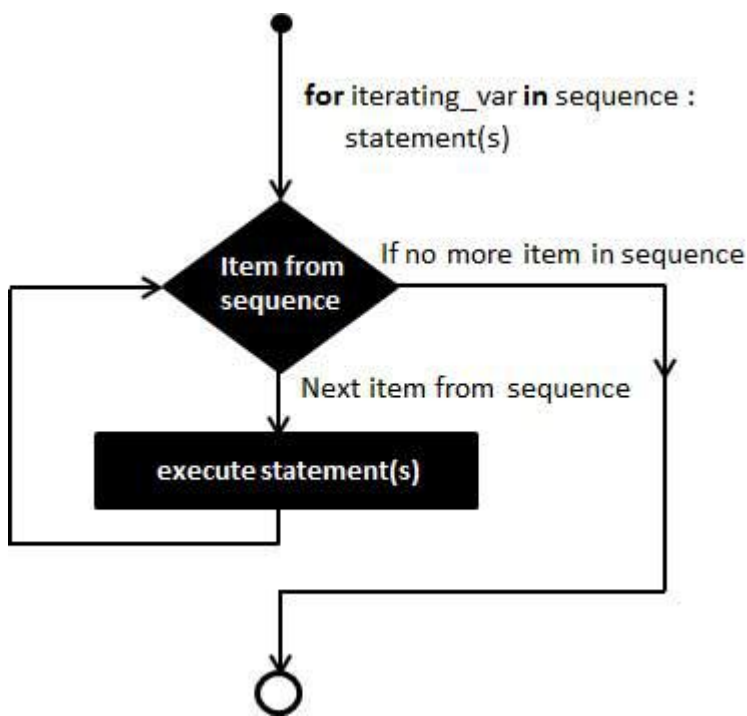 for iterating_var in sequence :
statement(s)
If no more item in sequence
Item from
sequence
Next item from sequence
execute statement(s)